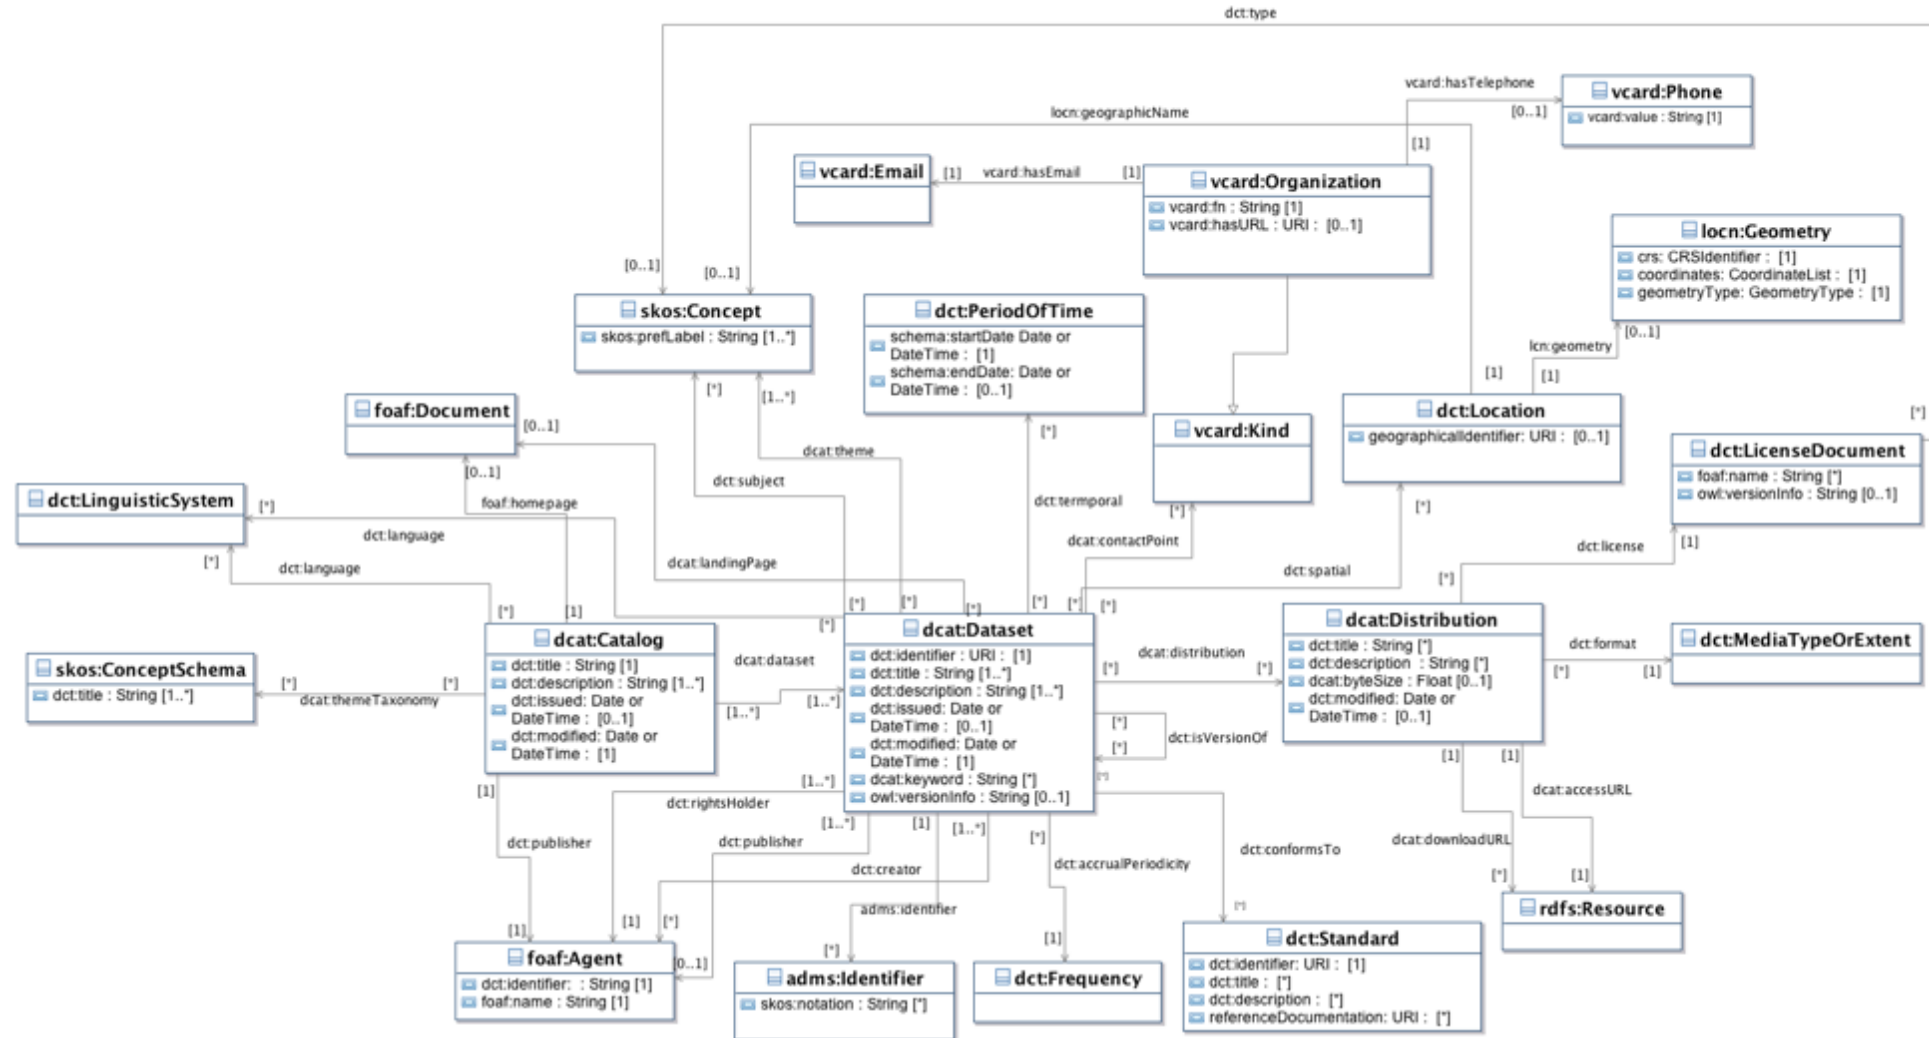 dct:type
vcard:hasTelephone
[0..1]
vcard:Phone
vcard:value : String [1]
locn:geographicName
[1]
vcard:Email
[1]
vcard:hasEmail
[1]
vcard:Organization
vcard:fn : String [1]
vcard:hasURL : URI : [0..1]
locn:Geometry
crs: CRSIdentifier : [1]
coordinates: CoordinateList : [1]
geometryType: GeometryType : [1]
[0..1]
[0..1]
skos:Concept
skos:prefLabel : String [1..*]
dct:PeriodOfTime
schema:startDate Date or
DateTime : [1]
schema:endDate: Date or
DateTime : [0..1]
[0..1]
lcn:geometry
[1]
[1]
[*]
[1..*]
foaf:Document
[0..1]
[0..1]
[*]
vcard:Kind
dct:Location
geographicalIdentifier: URI : [0..1]
[*]
dct:LicenseDocument
foaf:name : String [*]
owl:versionInfo : String [0..1]
dcat:theme
dct:subject
dct:LinguisticSystem
[*]
foaf:homepage
dct:termporal
[*]
[*]
dct:language
dcat:contactPoint
dct:license
[1]
[*]
dct:language
dcat:landingPage
dct:spatial
[*]
[*]
[1]
[*]
[*]
[*]
[*]
[*]
[*]
[*]
dcat:Catalog
dct:title : String [1]
dct:description : String [1..*]
dct:issued: Date or
DateTime : [0..1]
dct:modified: Date or
DateTime : [1]
dcat:Dataset
dct:identifier : URI : [1]
dct:title : String [1..*]
dct:description : String [1..*]
dct:issued: Date or
DateTime : [0..1]
dct:modified: Date or
DateTime : [1]
dcat:keyword : String [*]
owl:versionInfo : String [0..1]
dcat:Distribution
dct:title : String [*]
dct:description : String [*]
dcat:byteSize : Float [0..1]
dct:modified: Date or
DateTime : [0..1]
dct:format
[*]
[1]
dct:MediaTypeOrExtent
skos:ConceptSchema
dct:title : String [1..*]
[*]
[*]
dcat:themeTaxonomy
dcat:dataset
[1..*]
[1..*]
dcat:distribution
[*]
[*]
[*]
dct:isVersionOf
[*]
[*]
[1]
[1]
[1]
[1..*]
dct:rightsHolder
dcat:accessURL
[1..*]
[1]
[1..*]
[*]
dct:publisher
dct:publisher
dct:creator
dct:accrualPeriodicity
dct:conformsTo
dcat:downloadURL
adms:identifier
[1]
[1]
[*]
[*]
[1]
[*]
[*]
[1]
foaf:Agent
dct:identifier: : String [1]
foaf:name : String [1]
[0..1]
adms:Identifier
skos:notation : String [*]
dct:Frequency
dct:Standard
dct:identifier: URI : [1]
dct:title : [*]
dct:description : [*]
referenceDocumentation: URI : [*]
rdfs:Resource